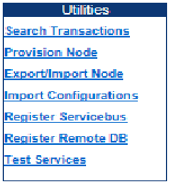 Utilities
Search Transactions
Provision Node
Export/Import Node
Import Configurations
Register Servicebus
Register Remote DB
Test Services